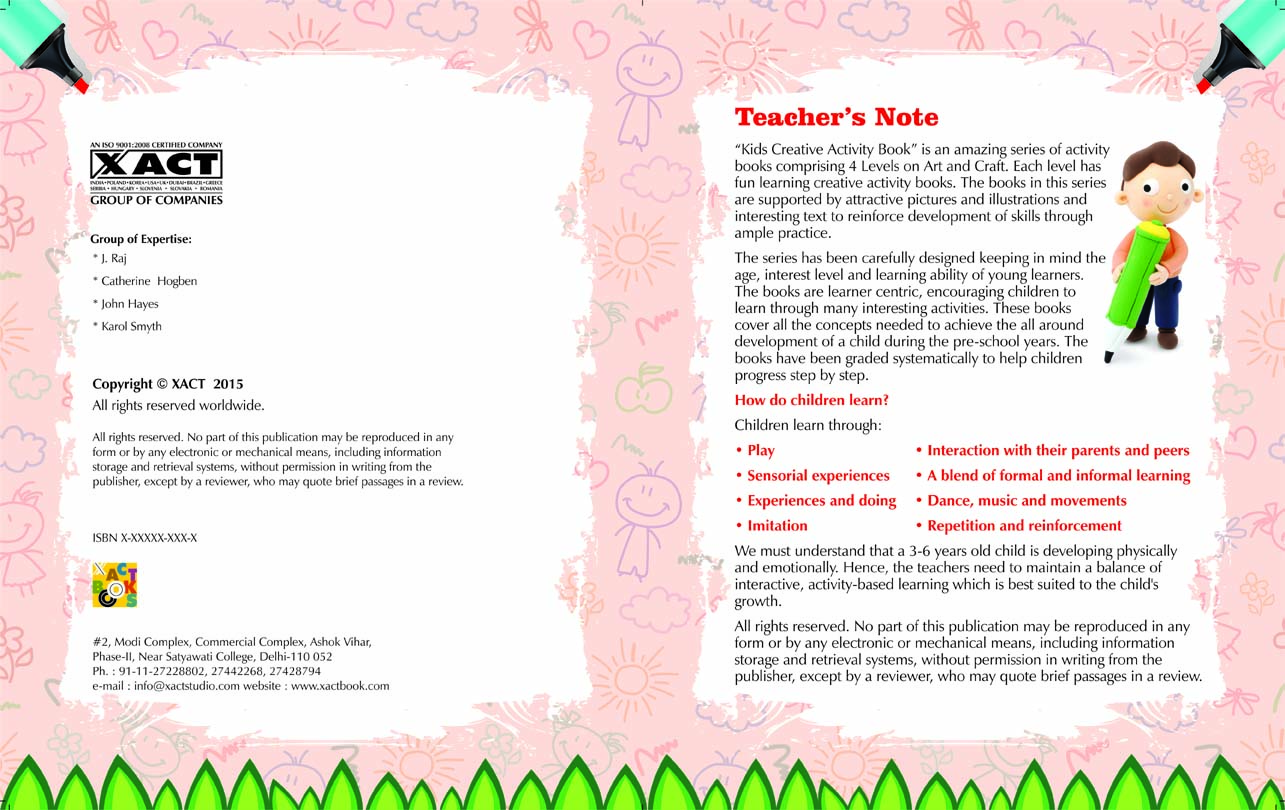 AN ISO 9001:2008 CERTIFIED COMPANY
XACT
INDIA•POLAND•KOREA•USA•UK•DUBAI•BRAZIL•GREECE
SERBIA • HUNGARY • SLOVENIA • SLOVAKIA • ROMANIA
GROUP OF COMPANIES
Group of Expertise:
* J. Raj
* Catherine Hogben
* John Hayes
* Karol Smyth
Copyright © XACT 2015
All rights reserved worldwide.
All rights reserved. No part of this publication may be reproduced in any
form or by any electronic or mechanical means, including information
storage and retrieval systems, without permission in writing from the
publisher, except by a reviewer, who may quote brief passages in a review.
ISBN X-XXXXX-XXX-X
XACT
BOOKS
#2, Modi Complex, Commercial Complex, Ashok Vihar,
Phase-II, Near Satyawati College, Delhi-110 052
Ph. : 91-11-27228802, 27442268, 27428794
e-mail : info@xactstudio.com website : www.xactbook.com
Teacher's Note
“Kids Creative Activity Book” is an amazing series of activity
books comprising 4 Levels on Art and Craft. Each level has
fun learning creative activity books. The books in this series
are supported by attractive pictures and illustrations and
interesting text to reinforce development of skills through
ample practice.
The series has been carefully designed keeping in mind the
age, interest level and learning ability of young learners.
The books are learner centric, encouraging children to
learn through many interesting activities. These books
cover all the concepts needed to achieve the all around
development of a child during the pre-school years. The
books have been graded systematically to help children
progress step by step.
How do children learn?
Children learn through:
• Play
• Sensorial experiences
• Experiences and doing
• Imitation
• Interaction with their parents and peers
• A blend of formal and informal learning
• Dance, music and movements
• Repetition and reinforcement
We must understand that a 3-6 years old child is developing physically
and emotionally. Hence, the teachers need to maintain a balance of
interactive, activity-based learning which is best suited to the child's
growth.
All rights reserved. No part of this publication may be reproduced in any
form or by any electronic or mechanical means, including information
storage and retrieval systems, without permission in writing from the
publisher, except by a reviewer, who may quote brief passages in a review.